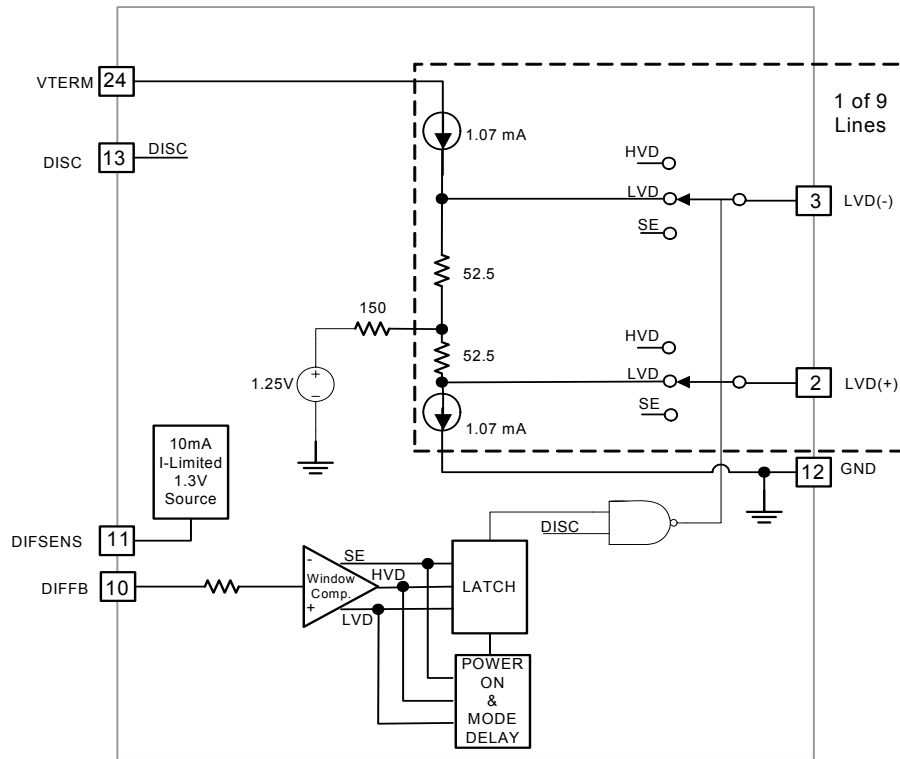 VTERM
24
DISC
13
DISC
1 of 9
Lines
1.07 mA
HVD
LVD
SE
3
LVD(-)
52.5
150
52.5
HVD
LVD
SE
2
LVD(+)
1.25V
+
–
1.07 mA
10mA
I-Limited
1.3V
Source
12
GND
DIFSENS
11
DISC
DIFFB
10
-
Window
Comp.
+
SE
HVD
LVD
LATCH
POWER
ON
&
MODE
DELAY